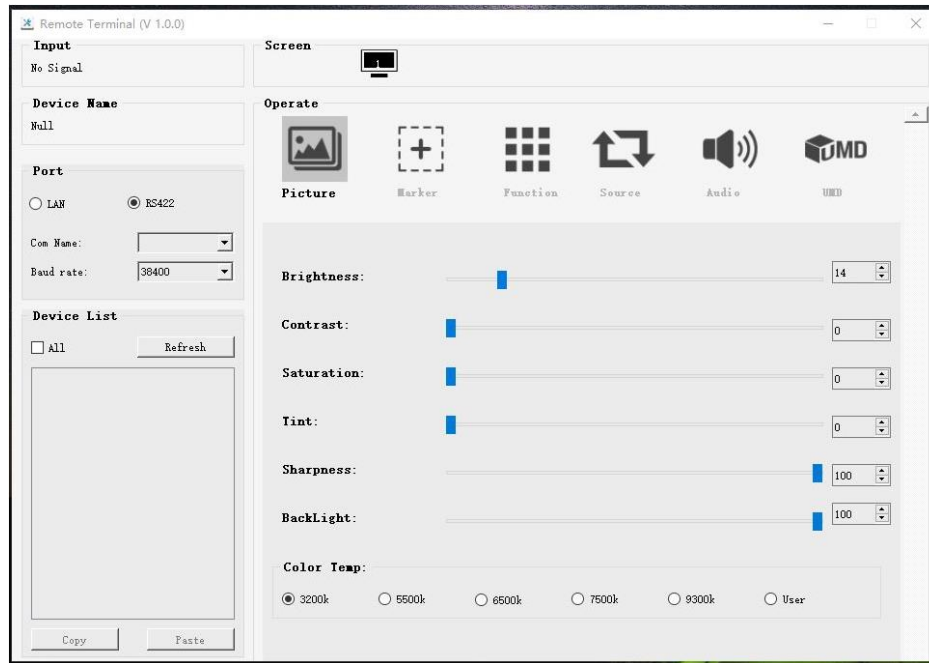 Remote Terminal (V 1.0.0)
Input
No Signal
Screen
1
Device Name
Null
Operate
UMD
Picture
Marker
Function
Source
Audio
UMD
Port
LAN
RS422
Com Name:
Baud rate:
38400
Device List
All
Refresh
Copy
Paste
Brightness:
14
Contrast:
0
Saturation:
0
Tint:
0
Sharpness:
100
BackLight:
100
Color Temp:
3200k
5500k
6500k
7500k
9300k
User